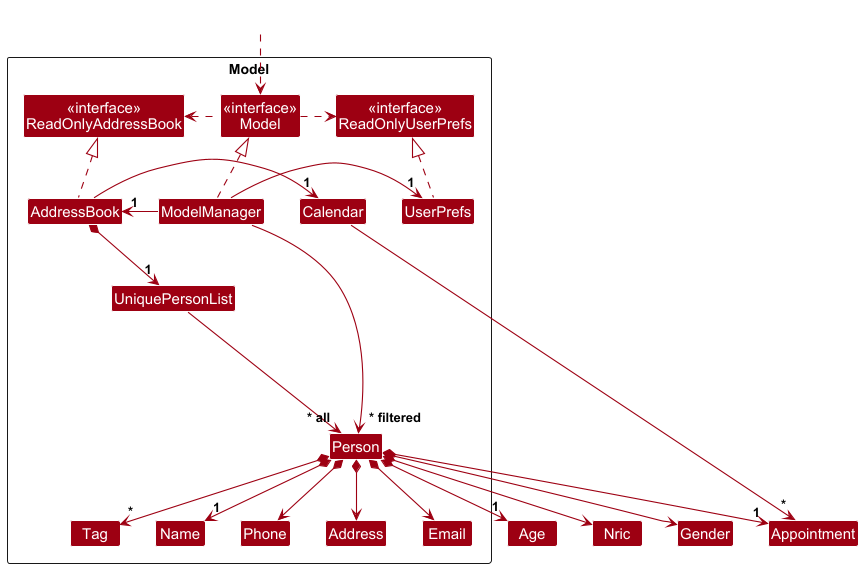 Model
«interface»
ReadOnlyAddressBook
«interface»
Model
«interface»
ReadOnlyUserPrefs
1
1
1
AddressBook
ModelManager
Calendar
UserPrefs
1
UniquePersonList
* all
* filtered
Person
*
1
1
1
*
Tag
Name
Phone
Address
Email
Age
Nric
Gender
Appointment